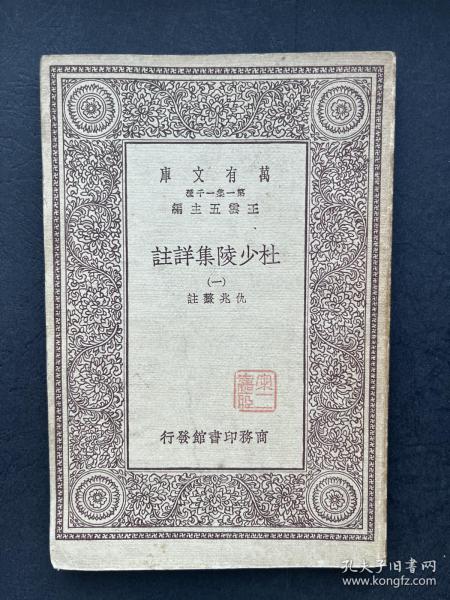 萬有文庫
第一集一千種
王雲五主編
杜少陵集詳註
(一)
仇兆鰲註
商務印書館發行
孔夫子旧书网
www.kongfz.com